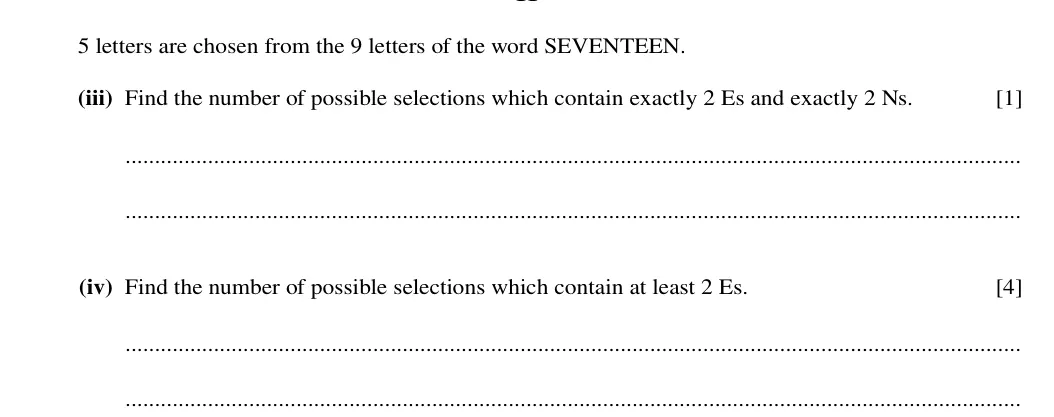 5 letters are chosen from the 9 letters of the word SEVENTEEN.
(iii) Find the number of possible selections which contain exactly 2 Es and exactly 2 Ns. [1]
(iv) Find the number of possible selections which contain at least 2 Es. [4]